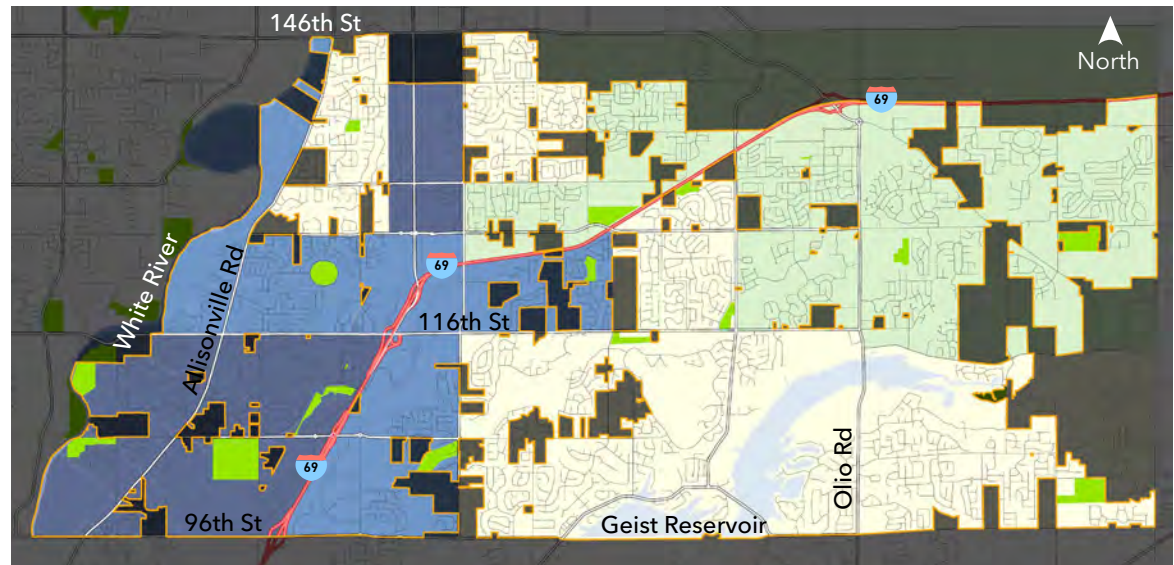 146th St
North
69
White River
Allisonville Rd
69
116th St
69
Olio Rd
96th St
Geist Reservoir